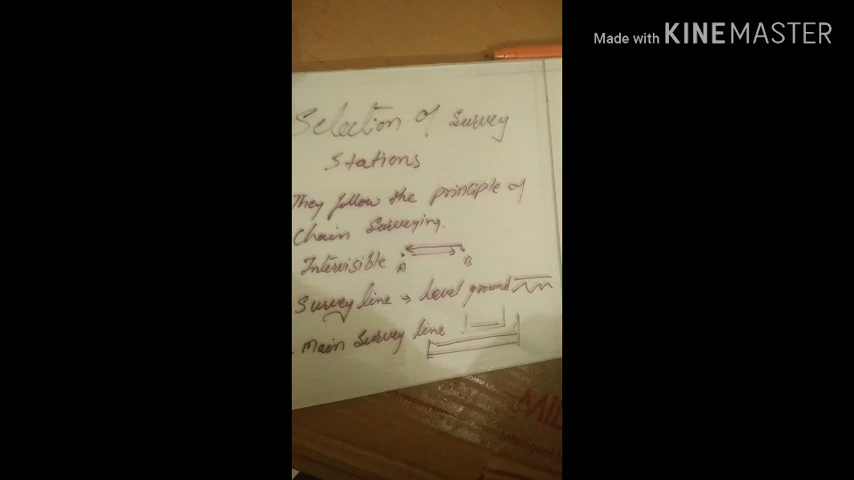 Made with KINEMASTER
Selection of Survey
Stations
They follow the principle of
Chain Surveying.
Intervisible A B
Survey line → Level ground
Main Survey line
MIL